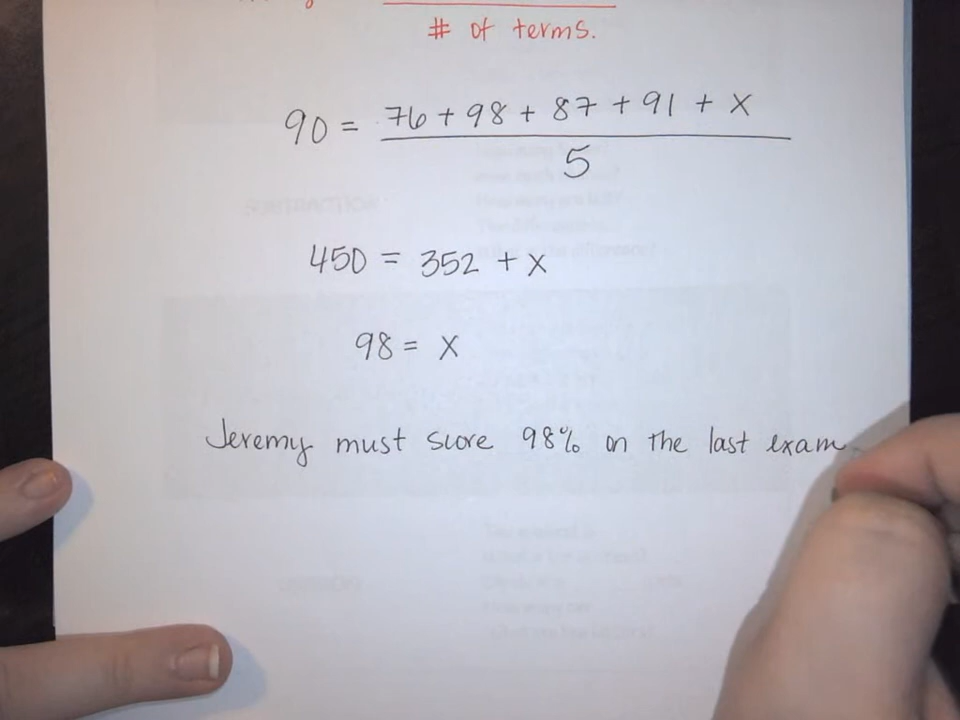 # of terms.
90 = 76 + 98 + 87 + 91 + x
5
450 = 352 + x
98 = x
Jeremy must score 98% on the last exam.
SUBTRACTION